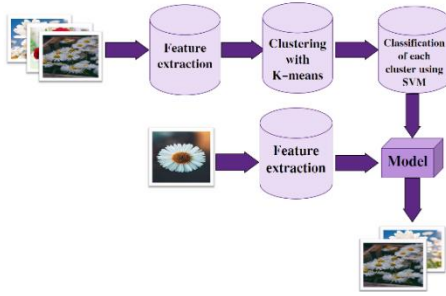 Feature
extraction
Clustering
with
K-means
Classification
of each
cluster using
SVM
Feature
extraction
Model